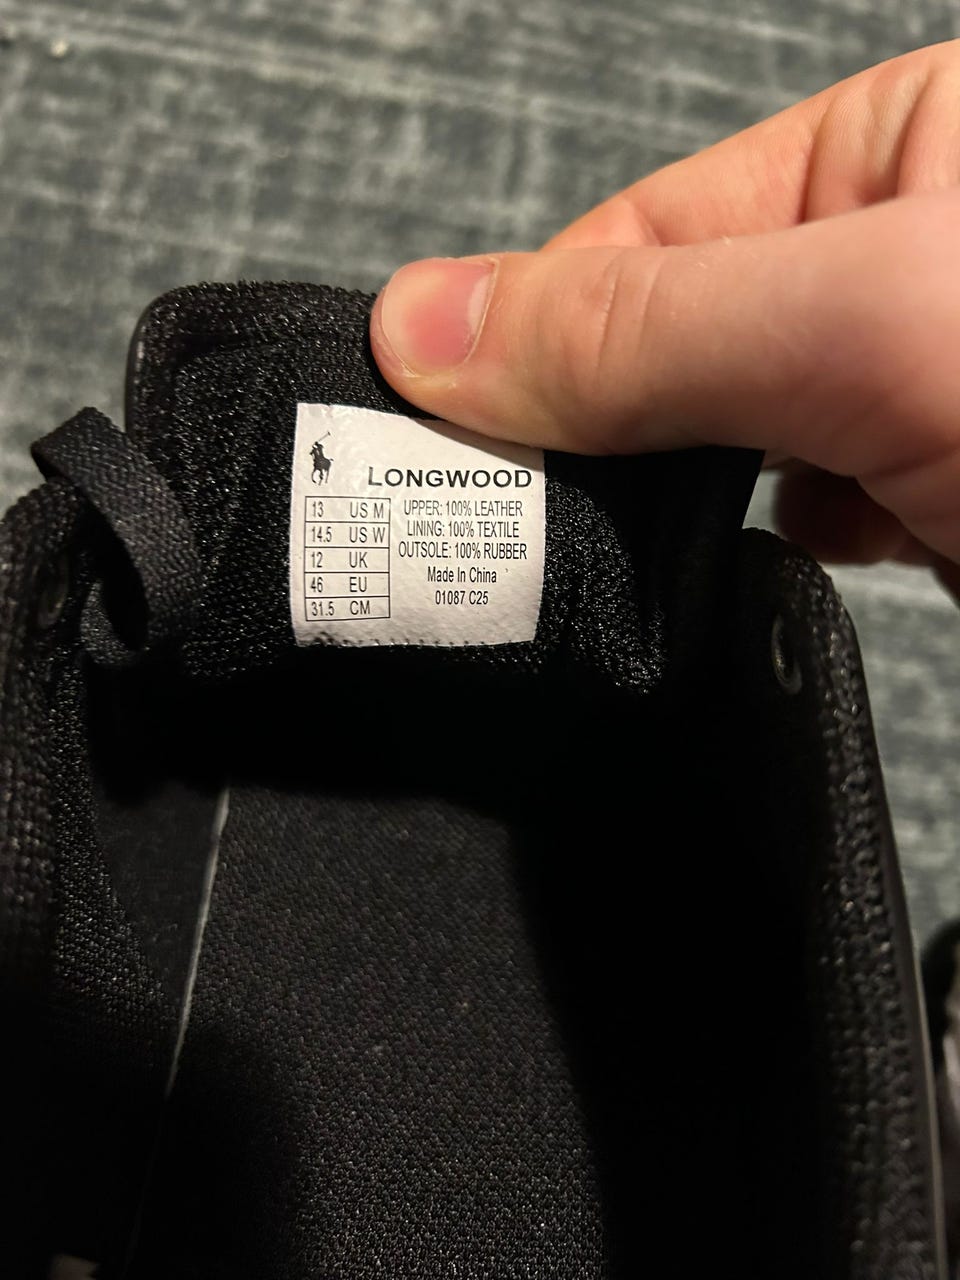 LONGWOOD
13 US M
14.5 US W
12 UK
46 EU
31.5 CM
UPPER: 100% LEATHER
LINING: 100% TEXTILE
OUTSOLE: 100% RUBBER
Made In China
01087 C25